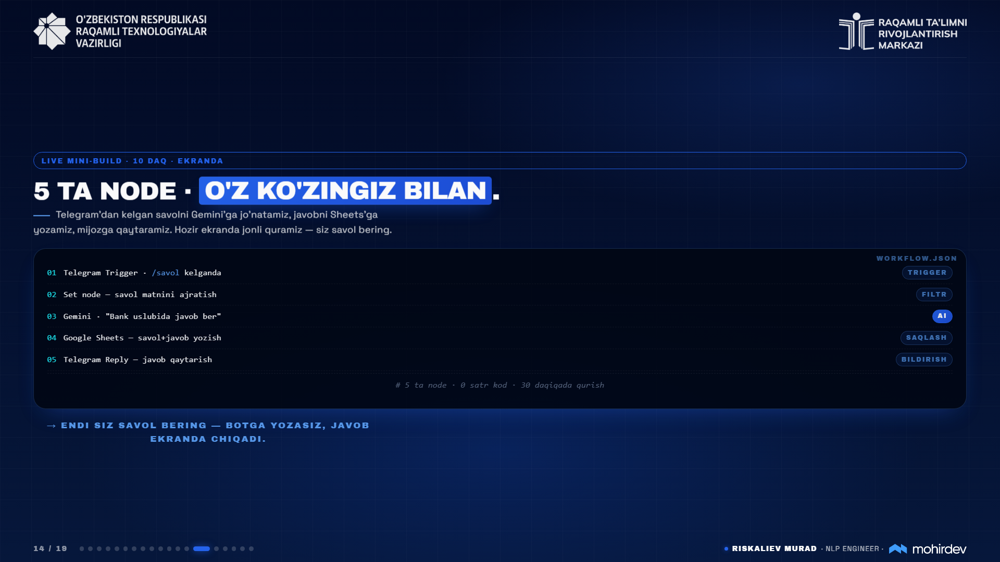 O'ZBEKISTON RESPUBLIKASI
RAQAMLI TEXNOLOGIYALAR
VAZIRLIGI
RAQAMLI TA'LIMNI
RIVOJLANTIRISH
MARKAZI
LIVE MINI-BUILD · 10 DAQ · EKRANDA
5 TA NODE · O'Z KO'ZINGIZ BILAN.
— Telegram'dan kelgan savolni Gemini'ga jo'natamiz, javobni Sheets'ga
yozamiz, mijozga qaytaramiz. Hozir ekranda jonli quramiz — siz savol bering.
WORKFLOW.JSON
01 Telegram Trigger · /savol kelganda TRIGGER
02 Set node — savol matnini ajratish FILTR
03 Gemini · "Bank uslubida javob ber" AI
04 Google Sheets — savol+javob yozish SAQLASH
05 Telegram Reply — javob qaytarish BILDIRISH
# 5 ta node · 0 satr kod · 30 daqiqada qurish
→ ENDI SIZ SAVOL BERING — BOTGA YOZASIZ, JAVOB
EKRANDA CHIQADI.
14 / 19
RISKALIEV MURAD · NLP ENGINEER · mohirdev